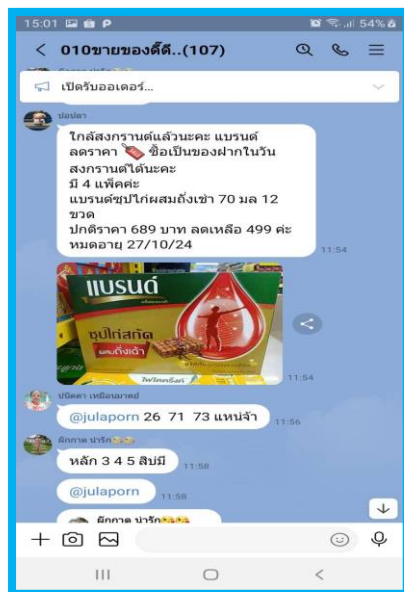 15:01 P 54%
010ขายของดี๊ดี..(107)
เปิดรับออเดอร์...
ปอปดา
ใกล้สงกรานต์แล้วนะคะ แบรนด์
ลดราคา ซื้อเป็นของฝากในวัน
สงกรานต์ได้นะคะ
มี 4 แพ็คค่ะ
แบรนด์ซุปไก่ผสมถั่งเช่า 70 มล 12
ขวด
ปกติราคา 689 บาท ลดเหลือ 499 ค่ะ
หมดอายุ 27/10/24
11:54
แบรนด์
ซุปไก่สกัด
ผสมถั่งเฉ้า
11:54
ปนิดดา เหมือนมาตย์
@julaporn 26 71 73 แหน่จ้า
11:56
ผักกาด น่ารัก
หลัก 3 4 5 สิบ่มี
11:58
@julaporn
11:58
ผักกาด น่ารัก